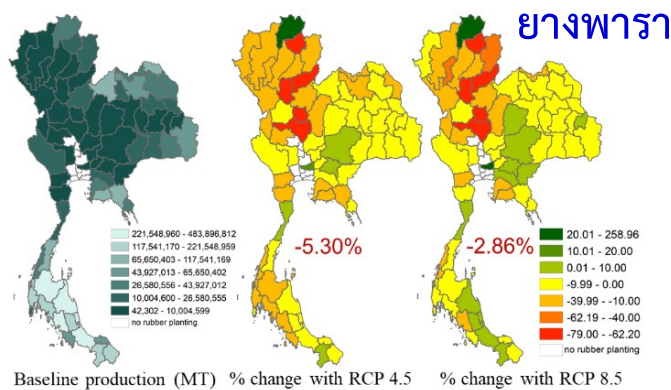 ยางพารา
221,548,960 - 483,896,812
117,541,170 - 221,548,959
65,650,403 - 117,541,169
43,927,013 - 65,650,402
26,580,556 - 43,927,012
10,004,600 - 26,580,555
42,302 - 10,004,599
no rubber planting
-5.30%
-2.86%
20.01 - 258.96
10.01 - 20.00
0.01 - 10.00
-9.99 - 0.00
-39.99 - -10.00
-62.19 - -40.00
-79.00 - -62.20
no rubber planting
Baseline production (MT)
% change with RCP 4.5
% change with RCP 8.5